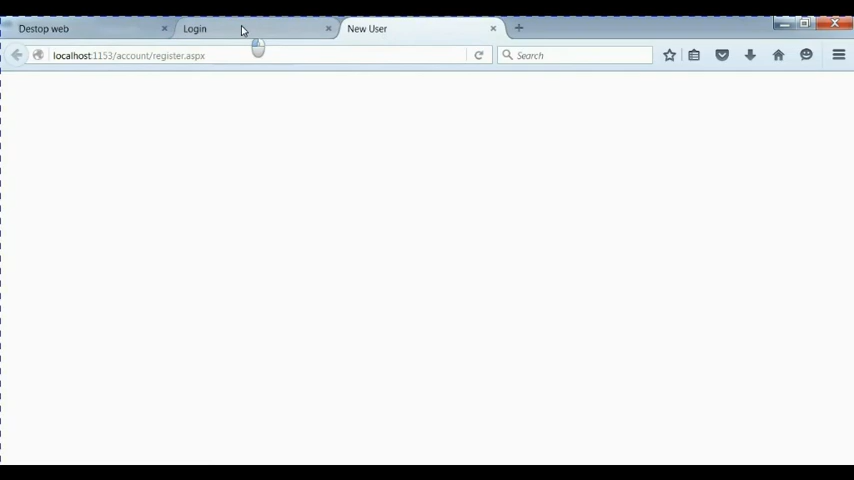 Destop web
Login
New User
localhost:1153/account/register.aspx
Search